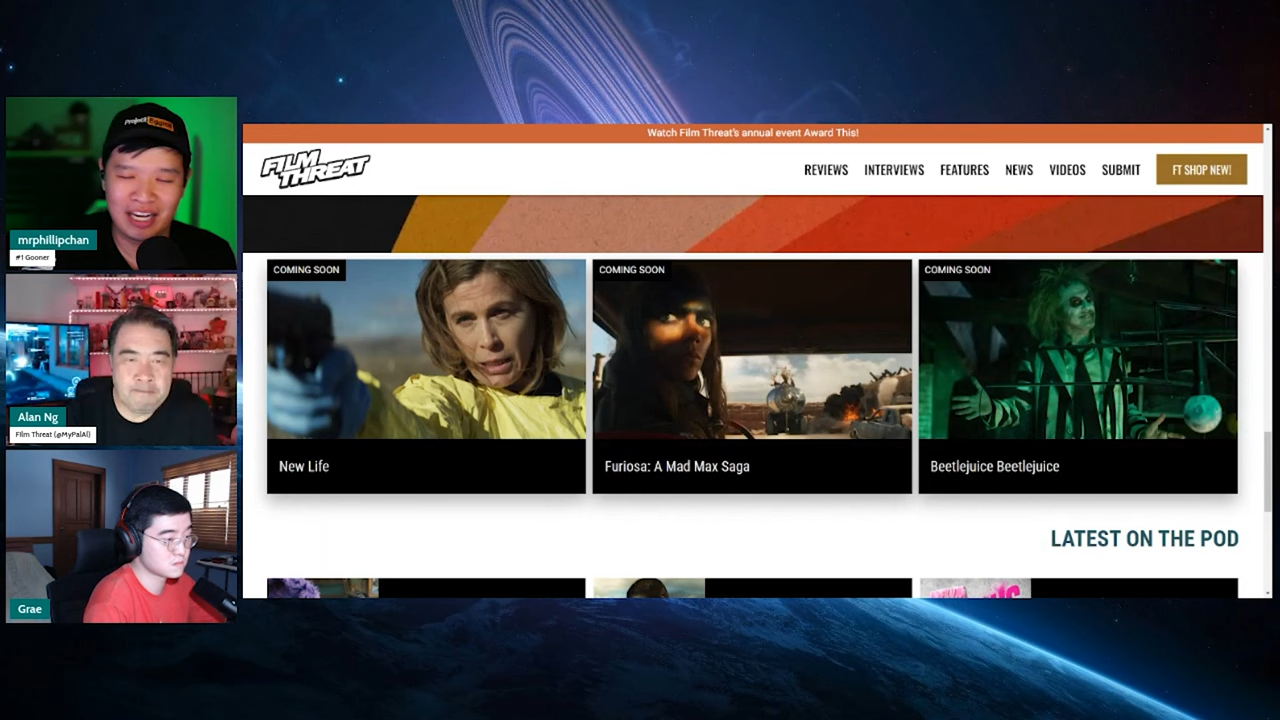 Project Egg
mrphillipchan
#1 Gooner
Alan Ng
Film Threat (@MyPalAl)
Grae
Watch Film Threat's annual event Award This!
FILM
THREAT
REVIEWS INTERVIEWS FEATURES NEWS VIDEOS SUBMIT FT SHOP NEW!
COMING SOON COMING SOON COMING SOON
New Life Furiosa: A Mad Max Saga Beetlejuice Beetlejuice
LATEST ON THE POD